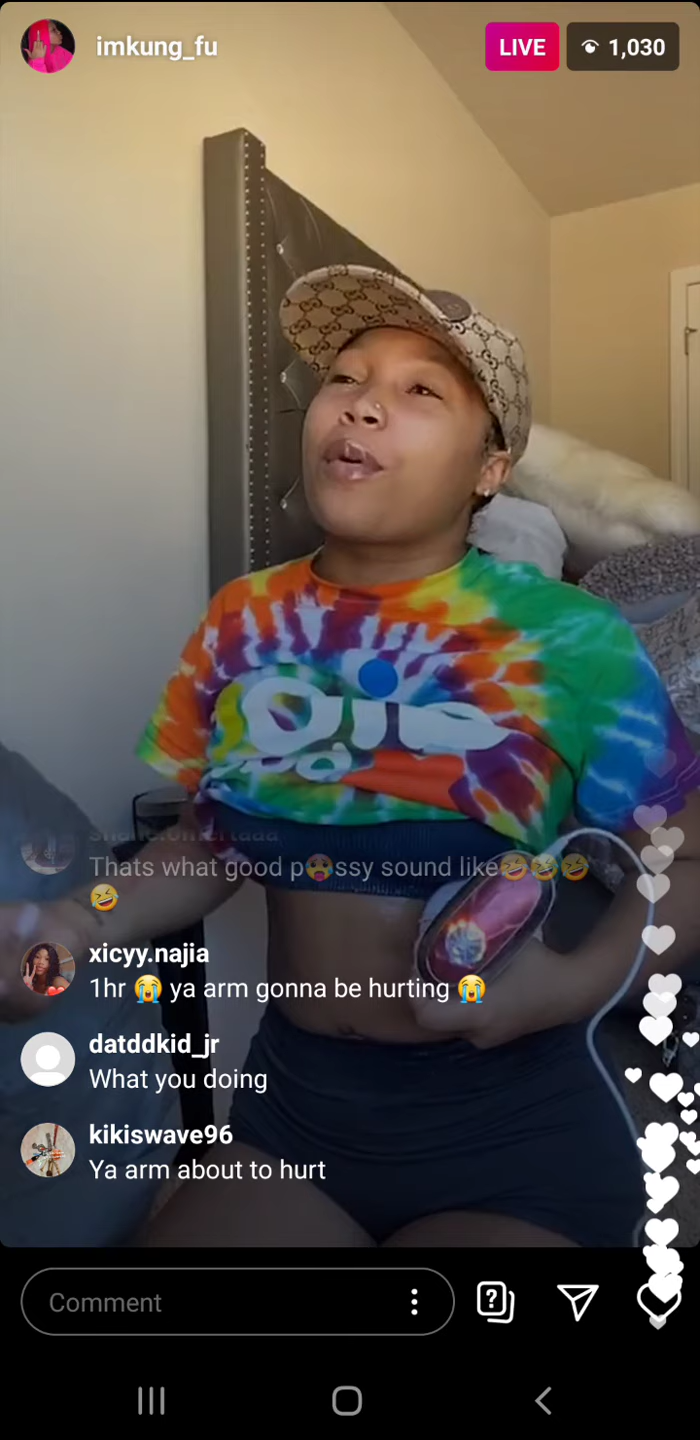 imkung_fu
LIVE
1,030
Thats what good p🥵ssy sound like🤣🤣🤣
🤣
xicyy.najia
1hr 😭 ya arm gonna be hurting 😭
datddkid_jr
What you doing
kikiswave96
Ya arm about to hurt
Comment